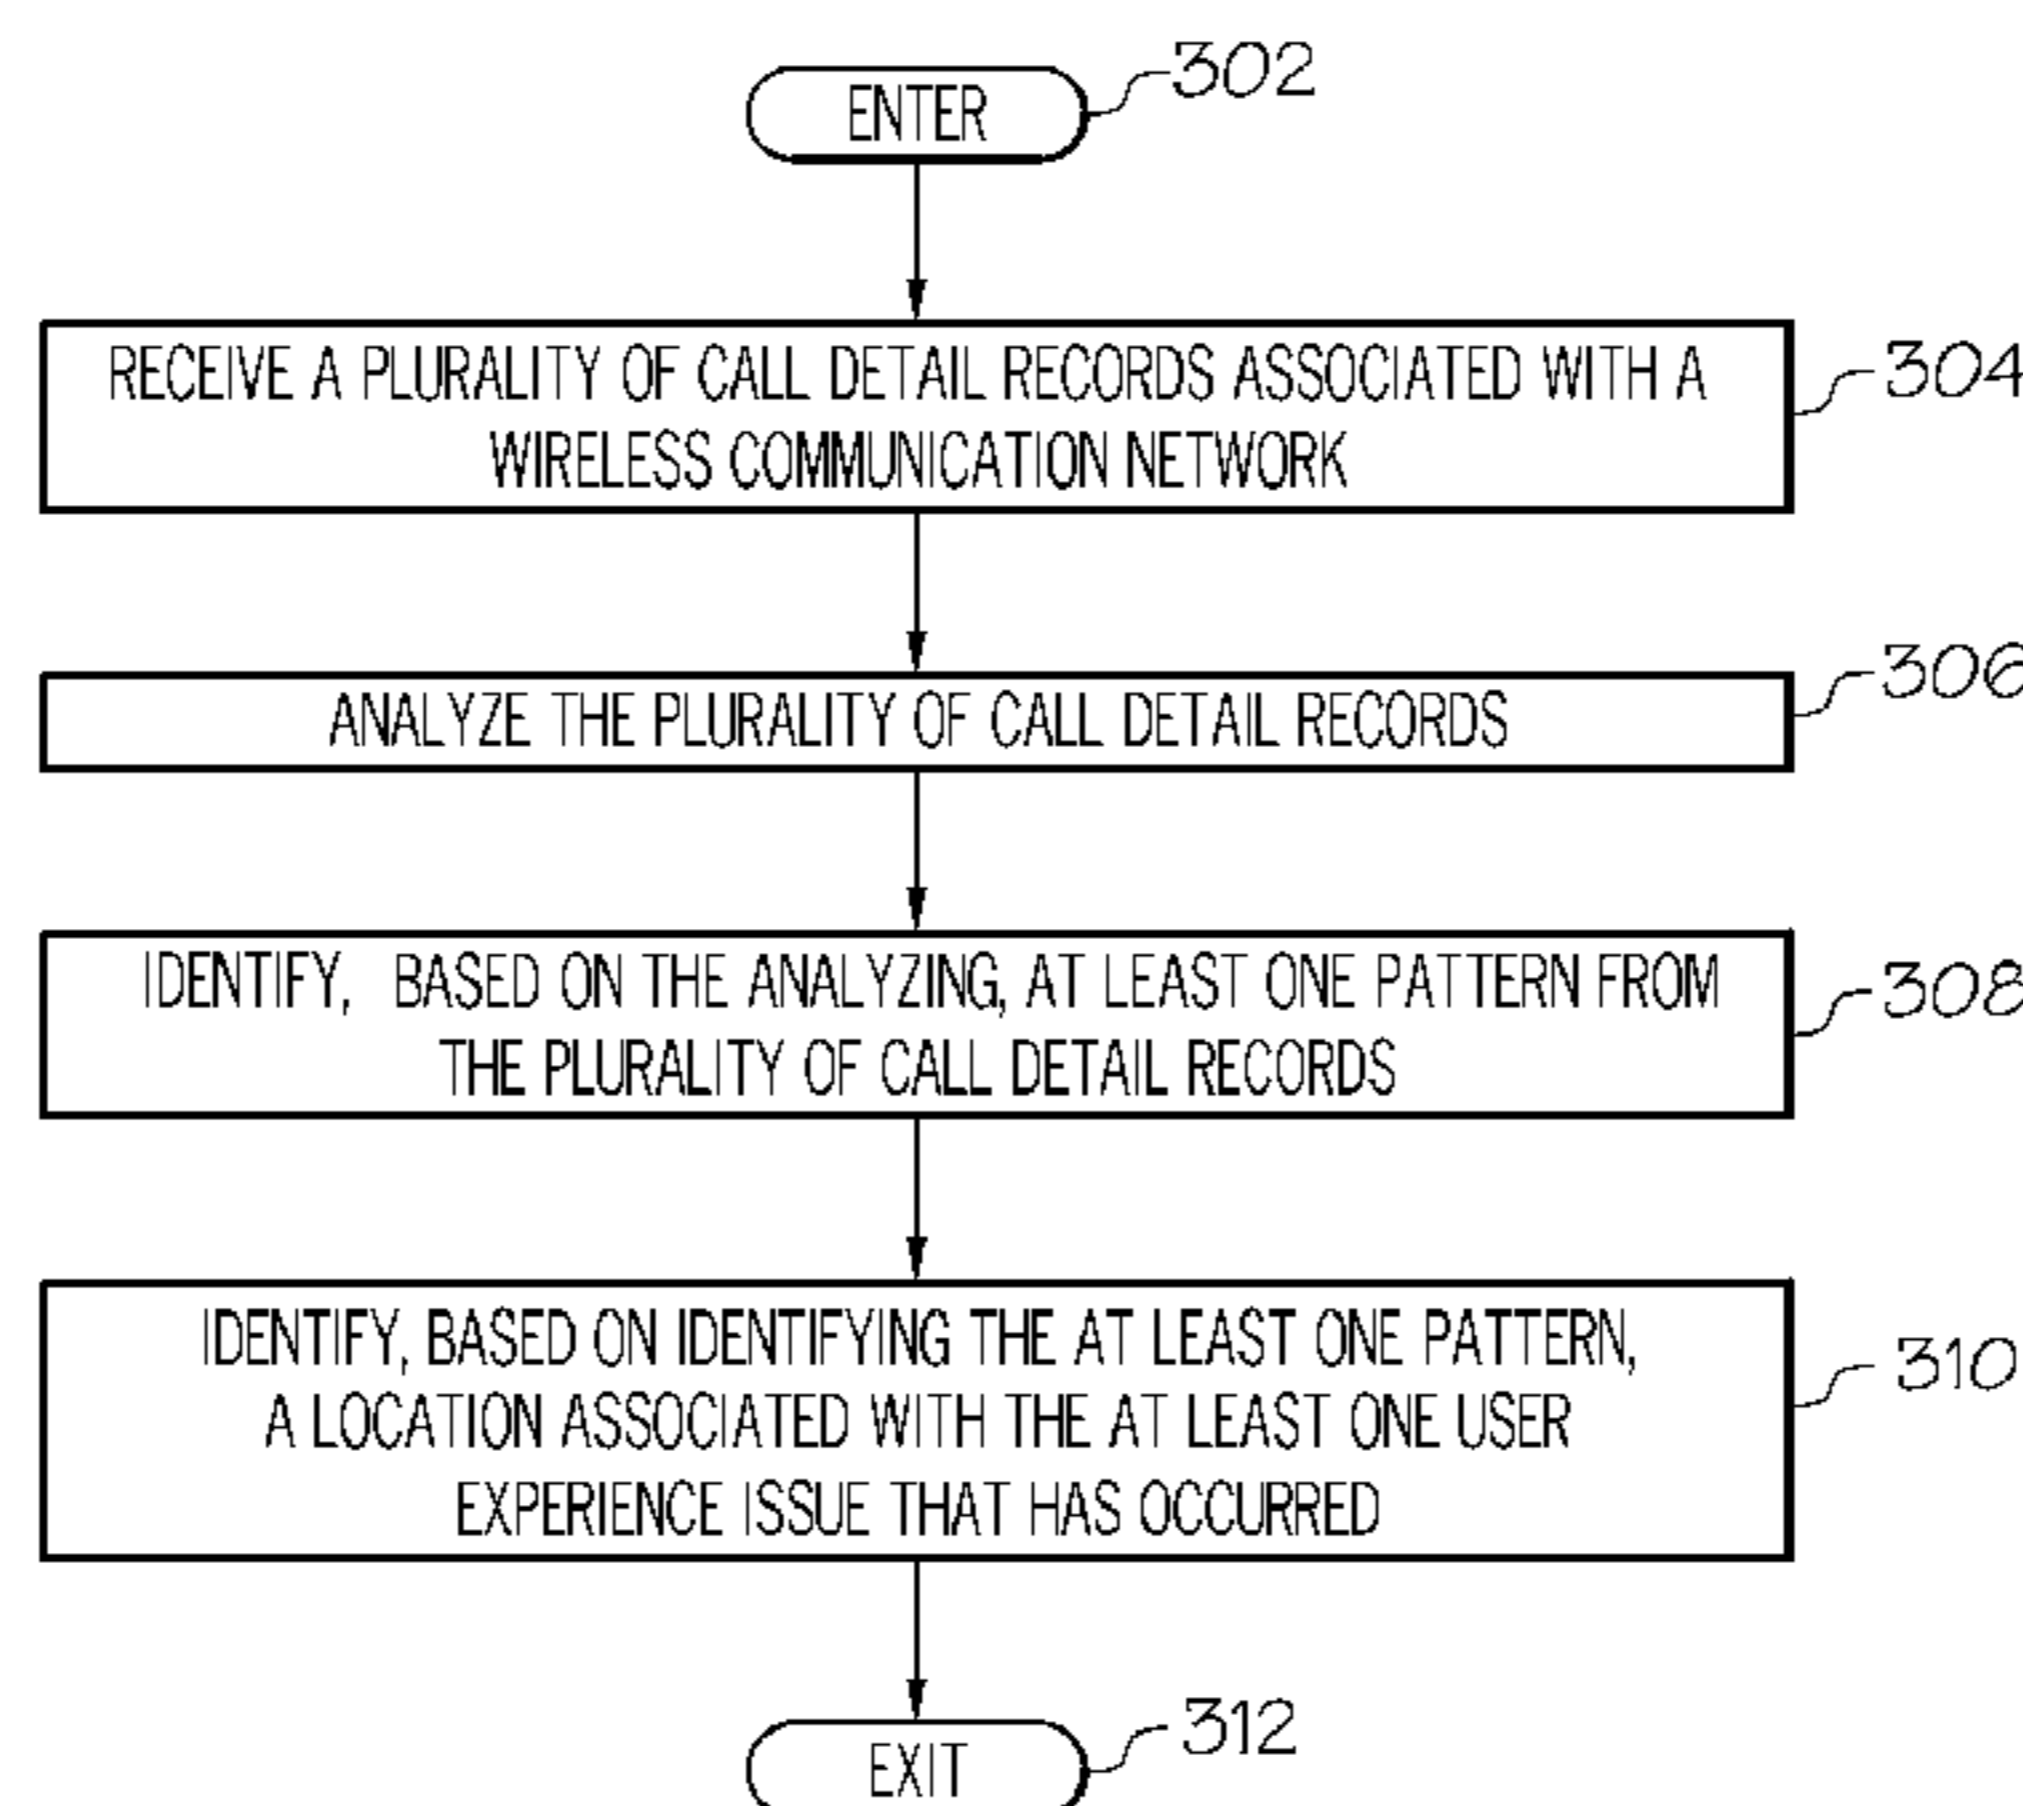 ENTER
302
RECEIVE A PLURALITY OF CALL DETAIL RECORDS ASSOCIATED WITH A
WIRELESS COMMUNICATION NETWORK
304
ANALYZE THE PLURALITY OF CALL DETAIL RECORDS
306
IDENTIFY, BASED ON THE ANALYZING, AT LEAST ONE PATTERN FROM
THE PLURALITY OF CALL DETAIL RECORDS
308
IDENTIFY, BASED ON IDENTIFYING THE AT LEAST ONE PATTERN,
A LOCATION ASSOCIATED WITH THE AT LEAST ONE USER
EXPERIENCE ISSUE THAT HAS OCCURRED
310
EXIT
312